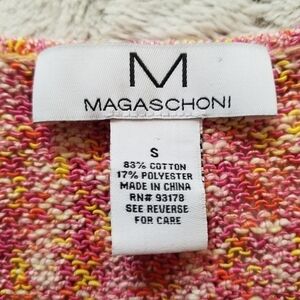 M
MAGASCHONI
S
83% COTTON
17% POLYESTER
MADE IN CHINA
RN# 93178
SEE REVERSE
FOR CARE